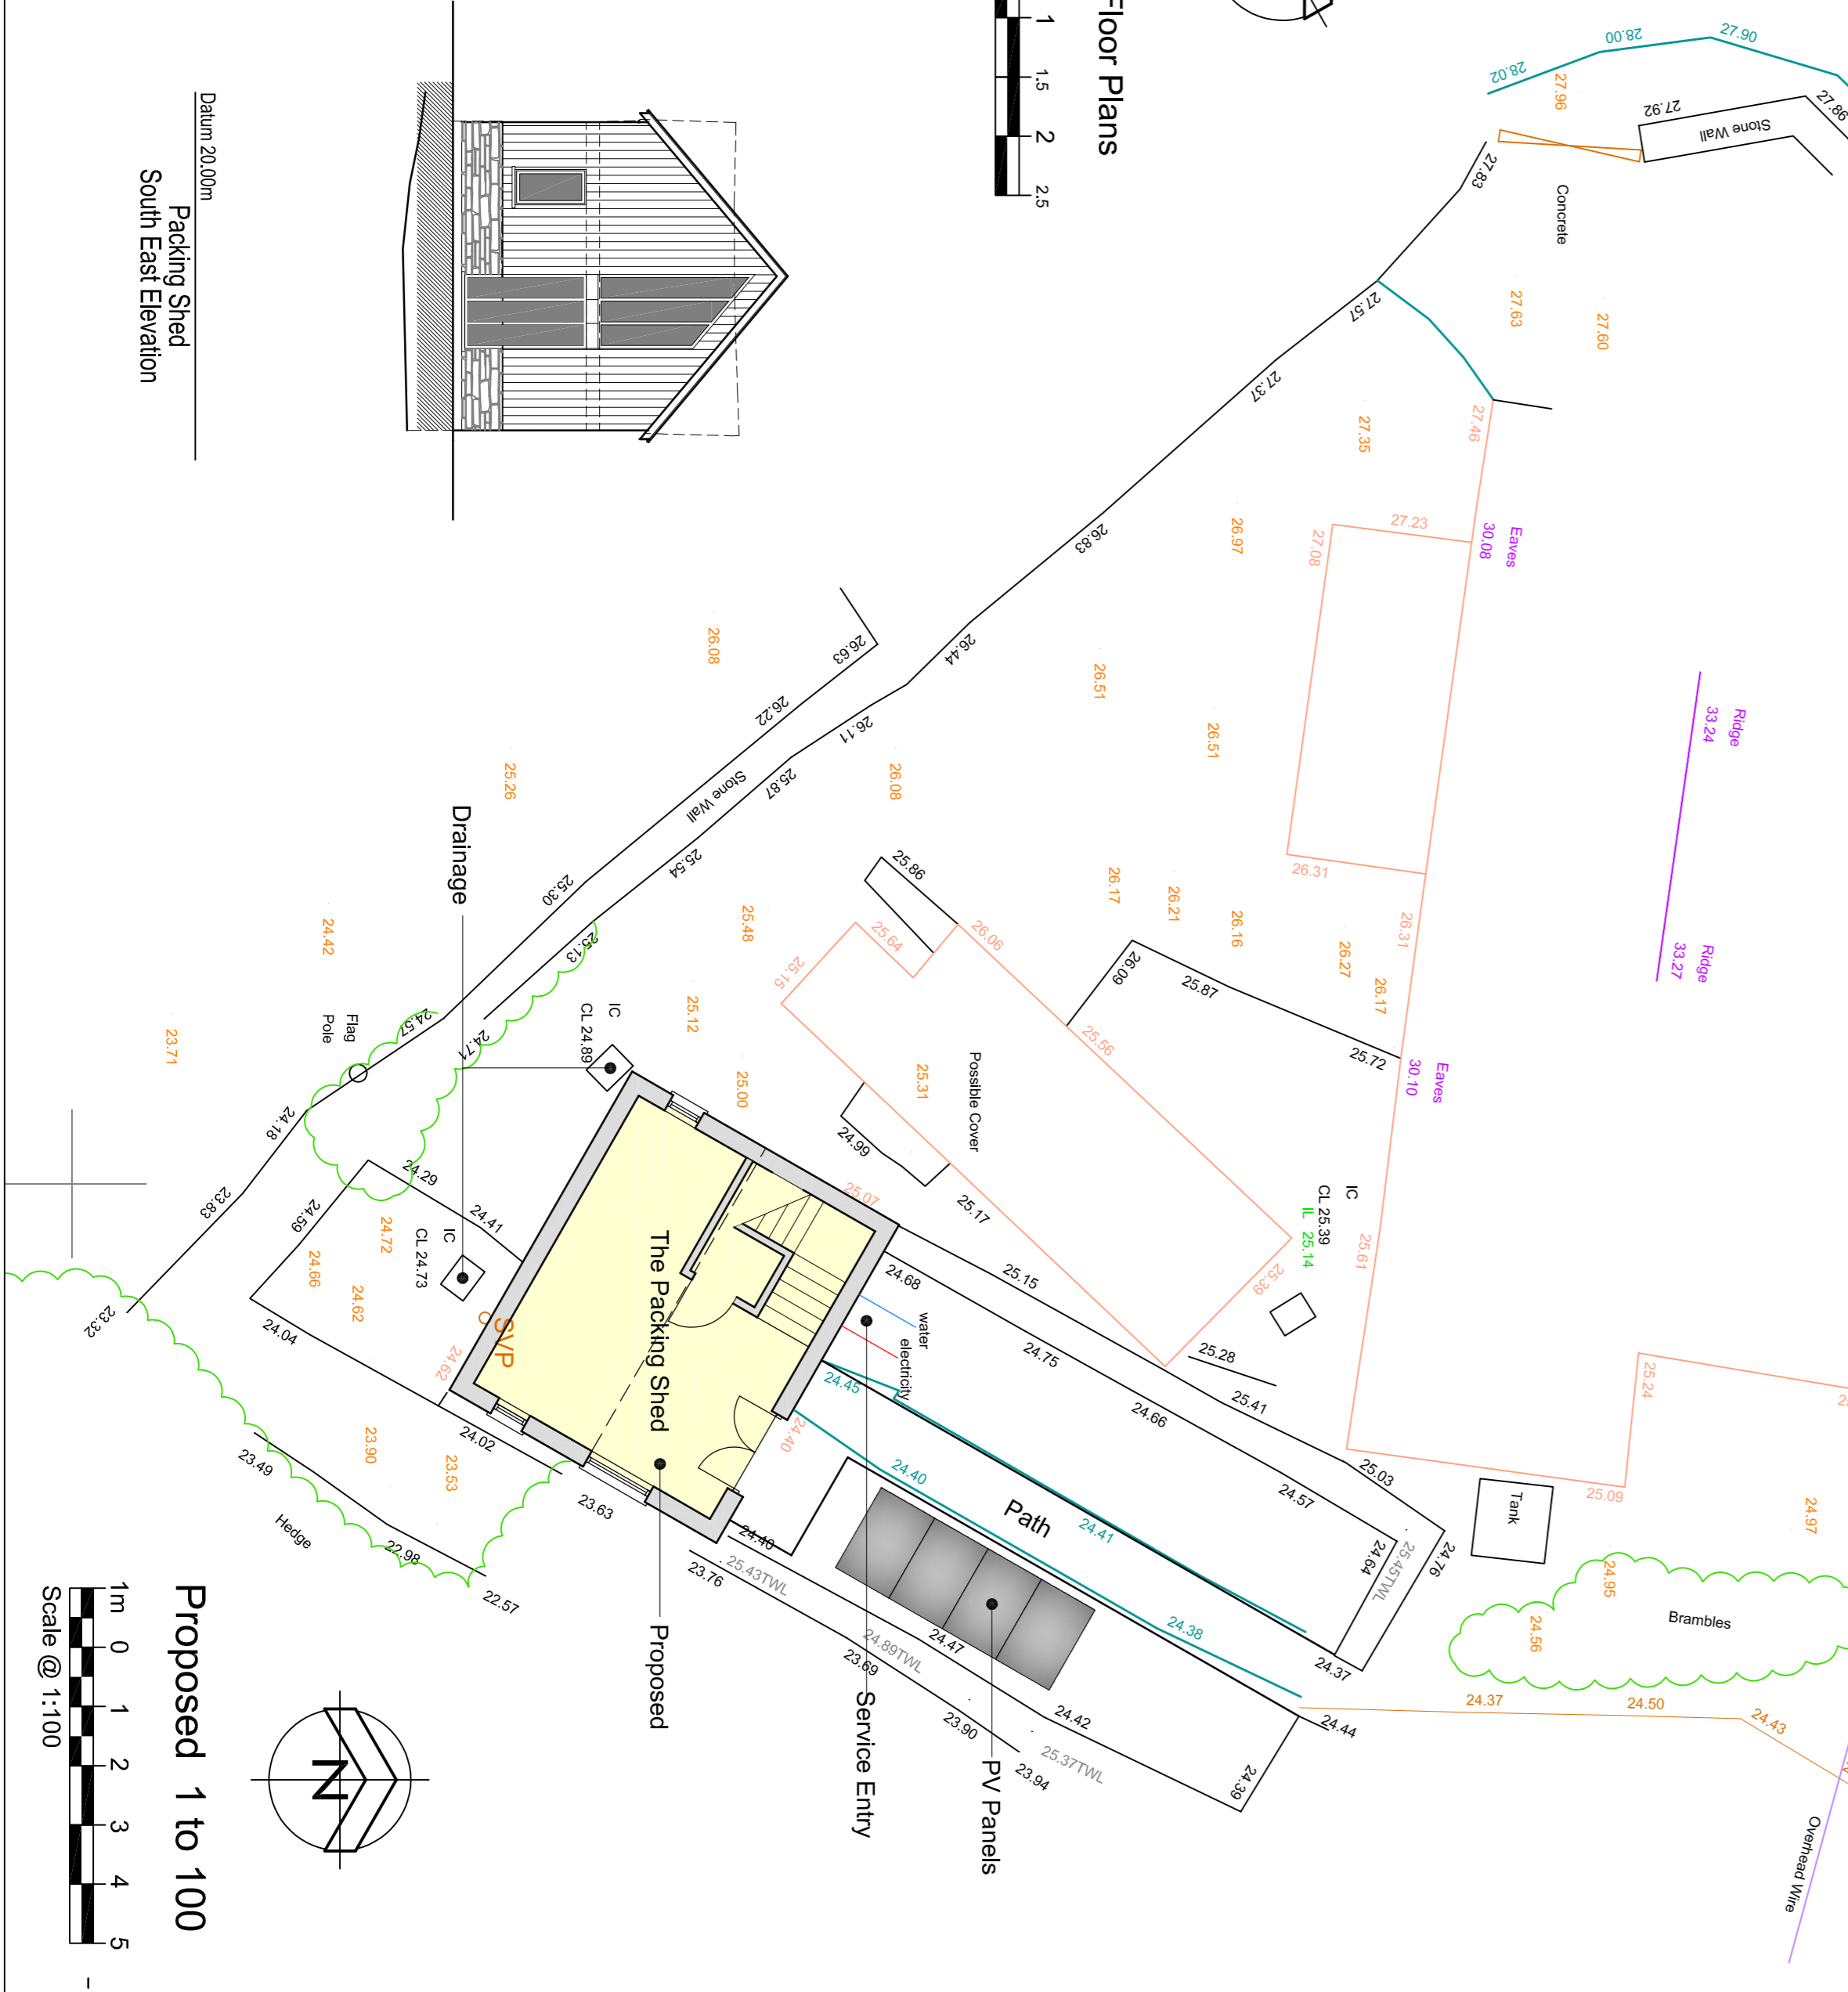 Floor Plans
1
1.5
2
2.5
Datum 20.00m
Packing Shed
South East Elevation
28.02
28.00
27.90
27.96
27.92
Stone Wall
27.86
27.83
Concrete
27.63
27.60
27.57
27.46
27.37
27.35
27.23
27.08
26.97
Eaves
30.08
26.83
Ridge
33.24
Ridge
33.27
26.63
26.44
26.08
26.51
26.51
26.22
26.11
25.87
26.08
Stone Wall
25.26
25.54
25.30
25.13
25.48
25.86
25.64
26.06
25.15
26.17
26.21
26.16
26.27
26.17
26.31
26.31
26.09
25.87
25.72
Eaves
30.10
25.56
Possible Cover
25.31
24.99
25.17
Drainage
24.42
23.71
24.57
24.71
Flag
Pole
IC
CL 24.89
25.12
25.00
25.07
24.18
23.83
23.32
24.29
24.59
24.41
24.72
24.66
24.62
IC
CL 24.73
SVP
24.62
24.04
24.02
23.90
23.53
23.49
Hedge
22.98
22.57
23.63
The Packing Shed
Proposed
24.68
water
electricity
Service Entry
24.45
24.40
24.40
24.40
Path
24.41
24.38
24.75
24.66
24.57
24.64
25.45TWL
24.76
24.37
25.15
25.28
25.41
25.03
25.39
IC
CL 25.39
IL 25.14
25.61
25.24
25.09
Tank
24.97
24.95
24.56
Brambles
24.37
24.50
24.43
Overhead Wire
24.44
24.39
24.42
25.37TWL
24.47
24.89TWL
23.69
23.90
23.94
23.76
25.43TWL
PV Panels
Proposed 1 to 100
1m 0 1 2 3 4 5
Scale @ 1:100
N